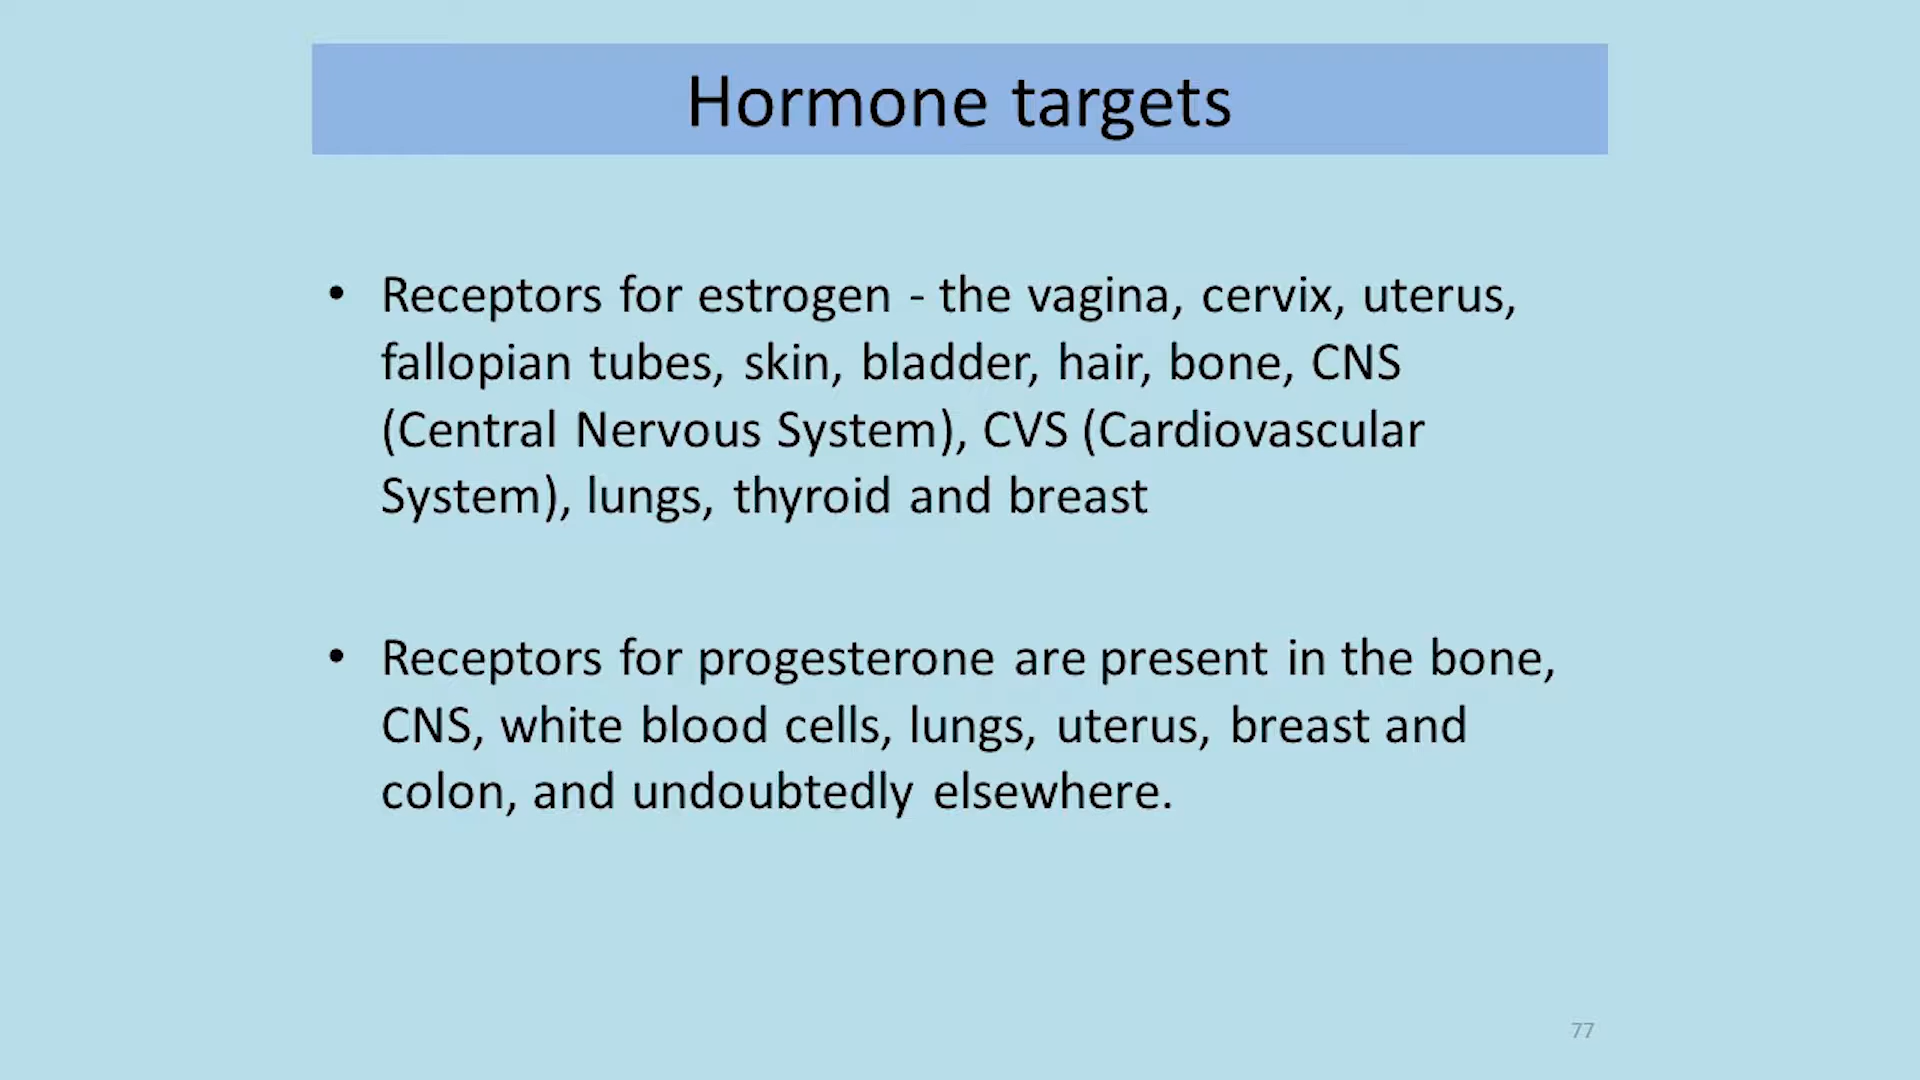 Hormone targets
• Receptors for estrogen - the vagina, cervix, uterus,
fallopian tubes, skin, bladder, hair, bone, CNS
(Central Nervous System), CVS (Cardiovascular
System), lungs, thyroid and breast
• Receptors for progesterone are present in the bone,
CNS, white blood cells, lungs, uterus, breast and
colon, and undoubtedly elsewhere.
77